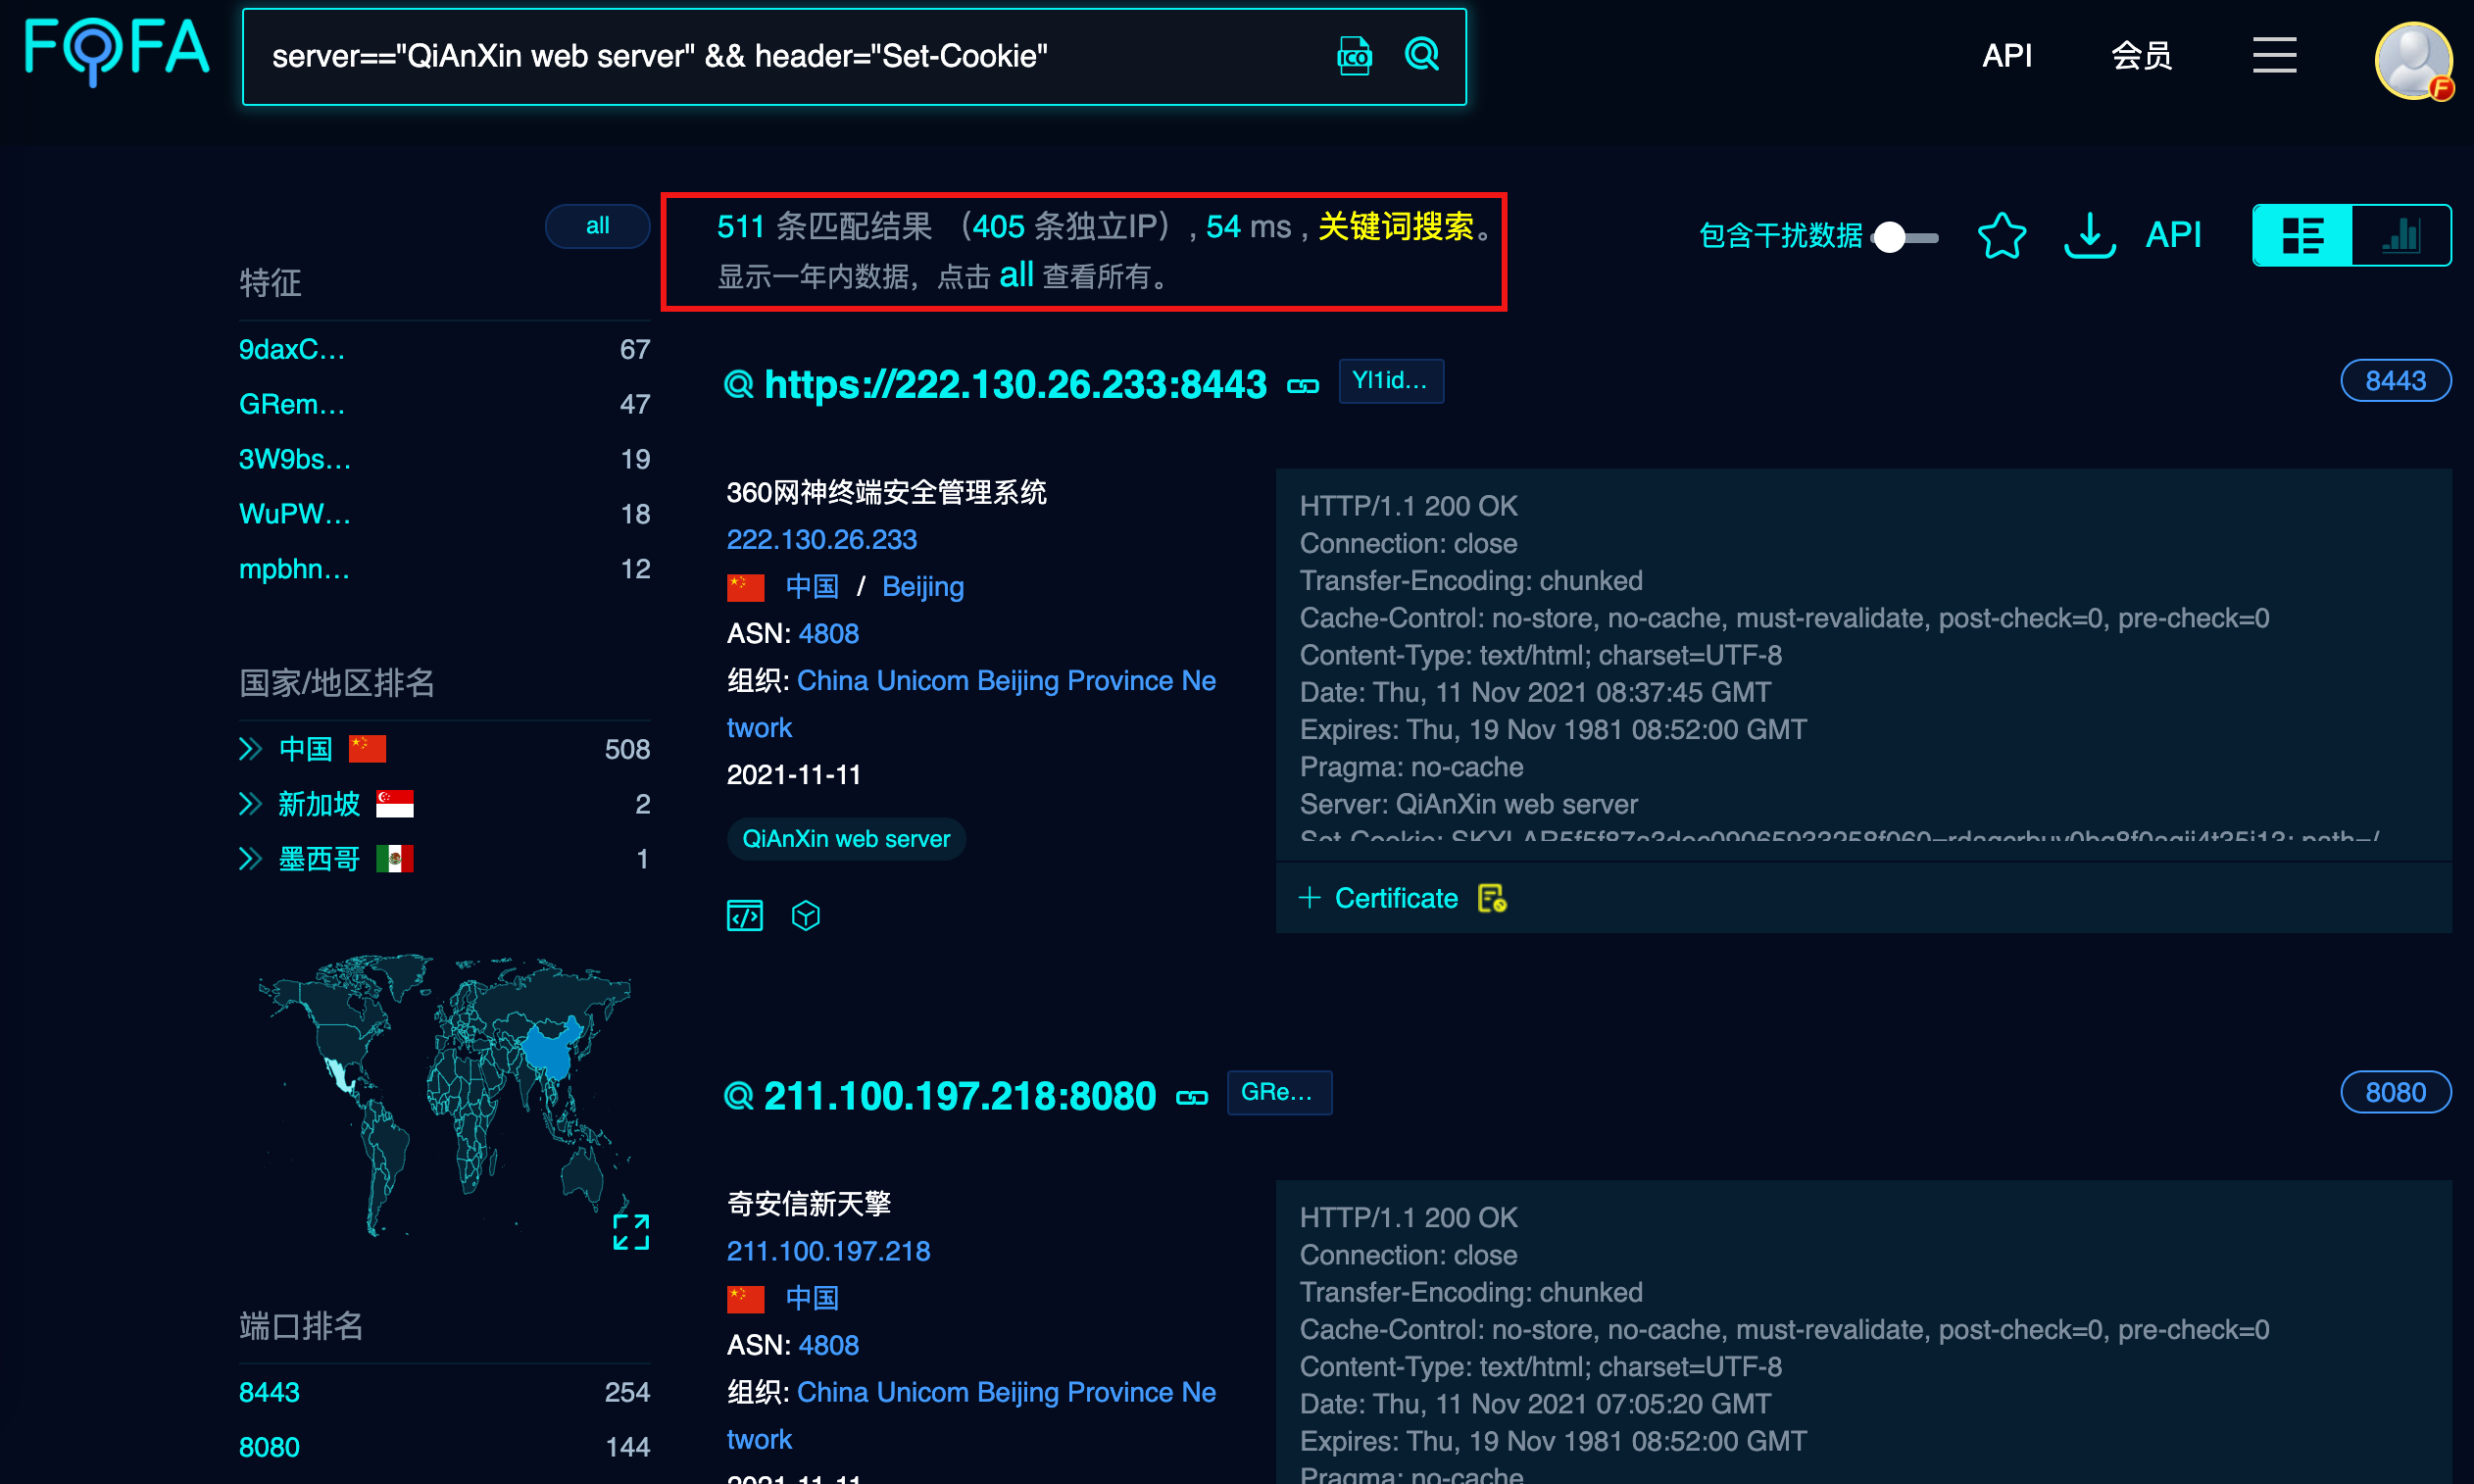 FOFA
server=="QiAnXin web server" && header="Set-Cookie"
ICO
API
会员
F
all
511 条匹配结果 （405 条独立IP）, 54 ms , 关键词搜索。
显示一年内数据，点击 all 查看所有。
包含干扰数据
API
特征
9daxC... 67
GRem... 47
3W9bs... 19
WuPW... 18
mpbhn... 12
国家/地区排名
中国 508
新加坡 2
墨西哥 1
端口排名
8443 254
8080 144
https://222.130.26.233:8443 Yl1id... 8443
360网神终端安全管理系统
222.130.26.233
中国 / Beijing
ASN: 4808
组织: China Unicom Beijing Province Ne
twork
2021-11-11
QiAnXin web server
HTTP/1.1 200 OK
Connection: close
Transfer-Encoding: chunked
Cache-Control: no-store, no-cache, must-revalidate, post-check=0, pre-check=0
Content-Type: text/html; charset=UTF-8
Date: Thu, 11 Nov 2021 08:37:45 GMT
Expires: Thu, 19 Nov 1981 08:52:00 GMT
Pragma: no-cache
Server: QiAnXin web server
Set-Cookie:
+ Certificate
211.100.197.218:8080 GRe... 8080
奇安信新天擎
211.100.197.218
中国
ASN: 4808
组织: China Unicom Beijing Province Ne
twork
2021-11-11
HTTP/1.1 200 OK
Connection: close
Transfer-Encoding: chunked
Cache-Control: no-store, no-cache, must-revalidate, post-check=0, pre-check=0
Content-Type: text/html; charset=UTF-8
Date: Thu, 11 Nov 2021 07:05:20 GMT
Expires: Thu, 19 Nov 1981 08:52:00 GMT
Pragma: no-cache